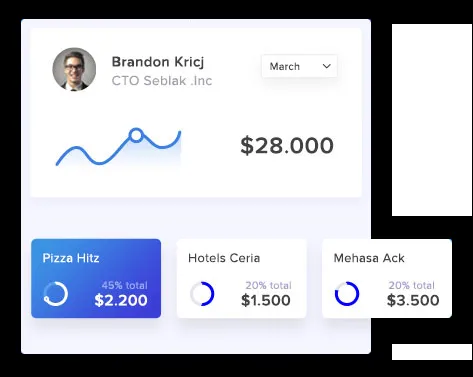 Brandon Kricj
CTO Seblak .Inc
March
$28.000
Pizza Hitz
45% total
$2.200
Hotels Ceria
20% total
$1.500
Mehasa Ack
20% total
$3.500